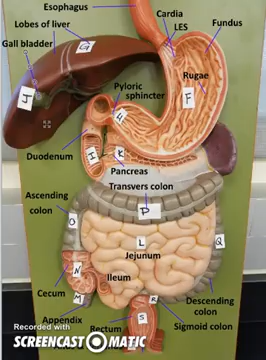 Esophagus
Cardia
LES
Fundus
Lobes of liver
G
Gall bladder
Rugae
F
J
Pyloric
sphincter
H
Duodenum
I
K
Pancreas
Transvers colon
Ascending
colon
P
O
L
Q
Jejunum
N
Ileum
Cecum
M
Descending
colon
Appendix
R
Rectum
S
Sigmoid colon
Recorded with
SCREENCAST MATIC